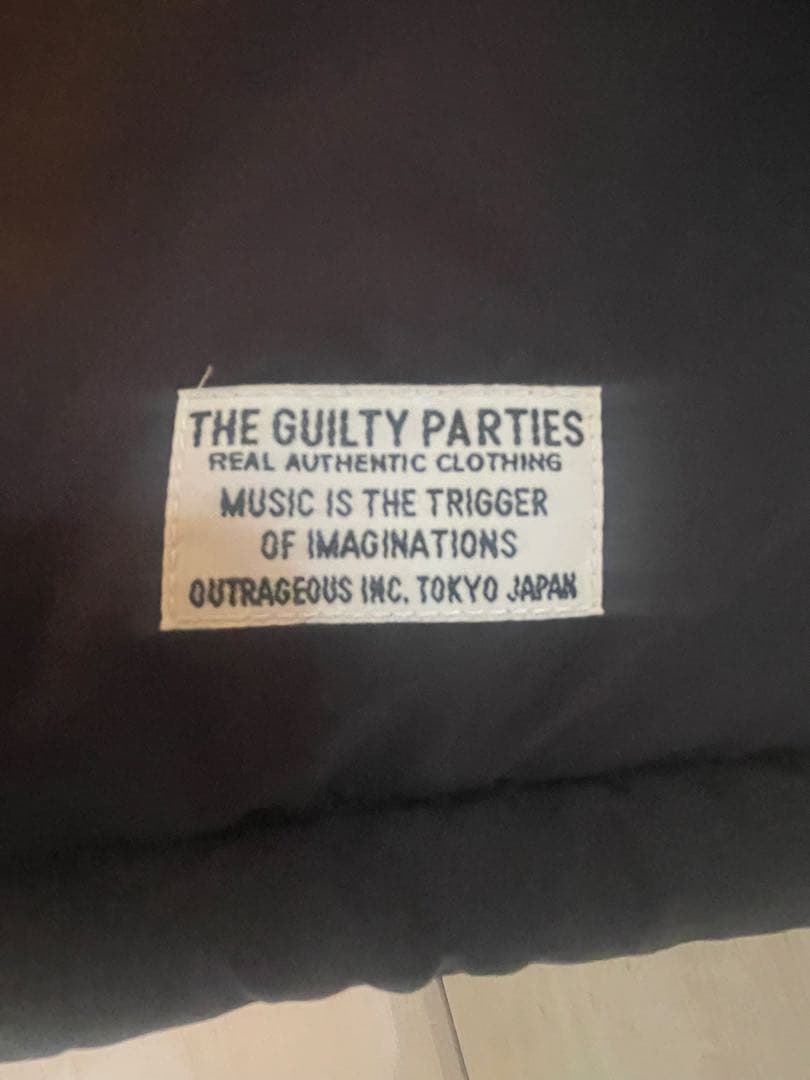 THE GUILTY PARTIES
REAL AUTHENTIC CLOTHING
MUSIC IS THE TRIGGER
OF IMAGINATIONS
OUTRAGEOUS INC. TOKYO JAPAN